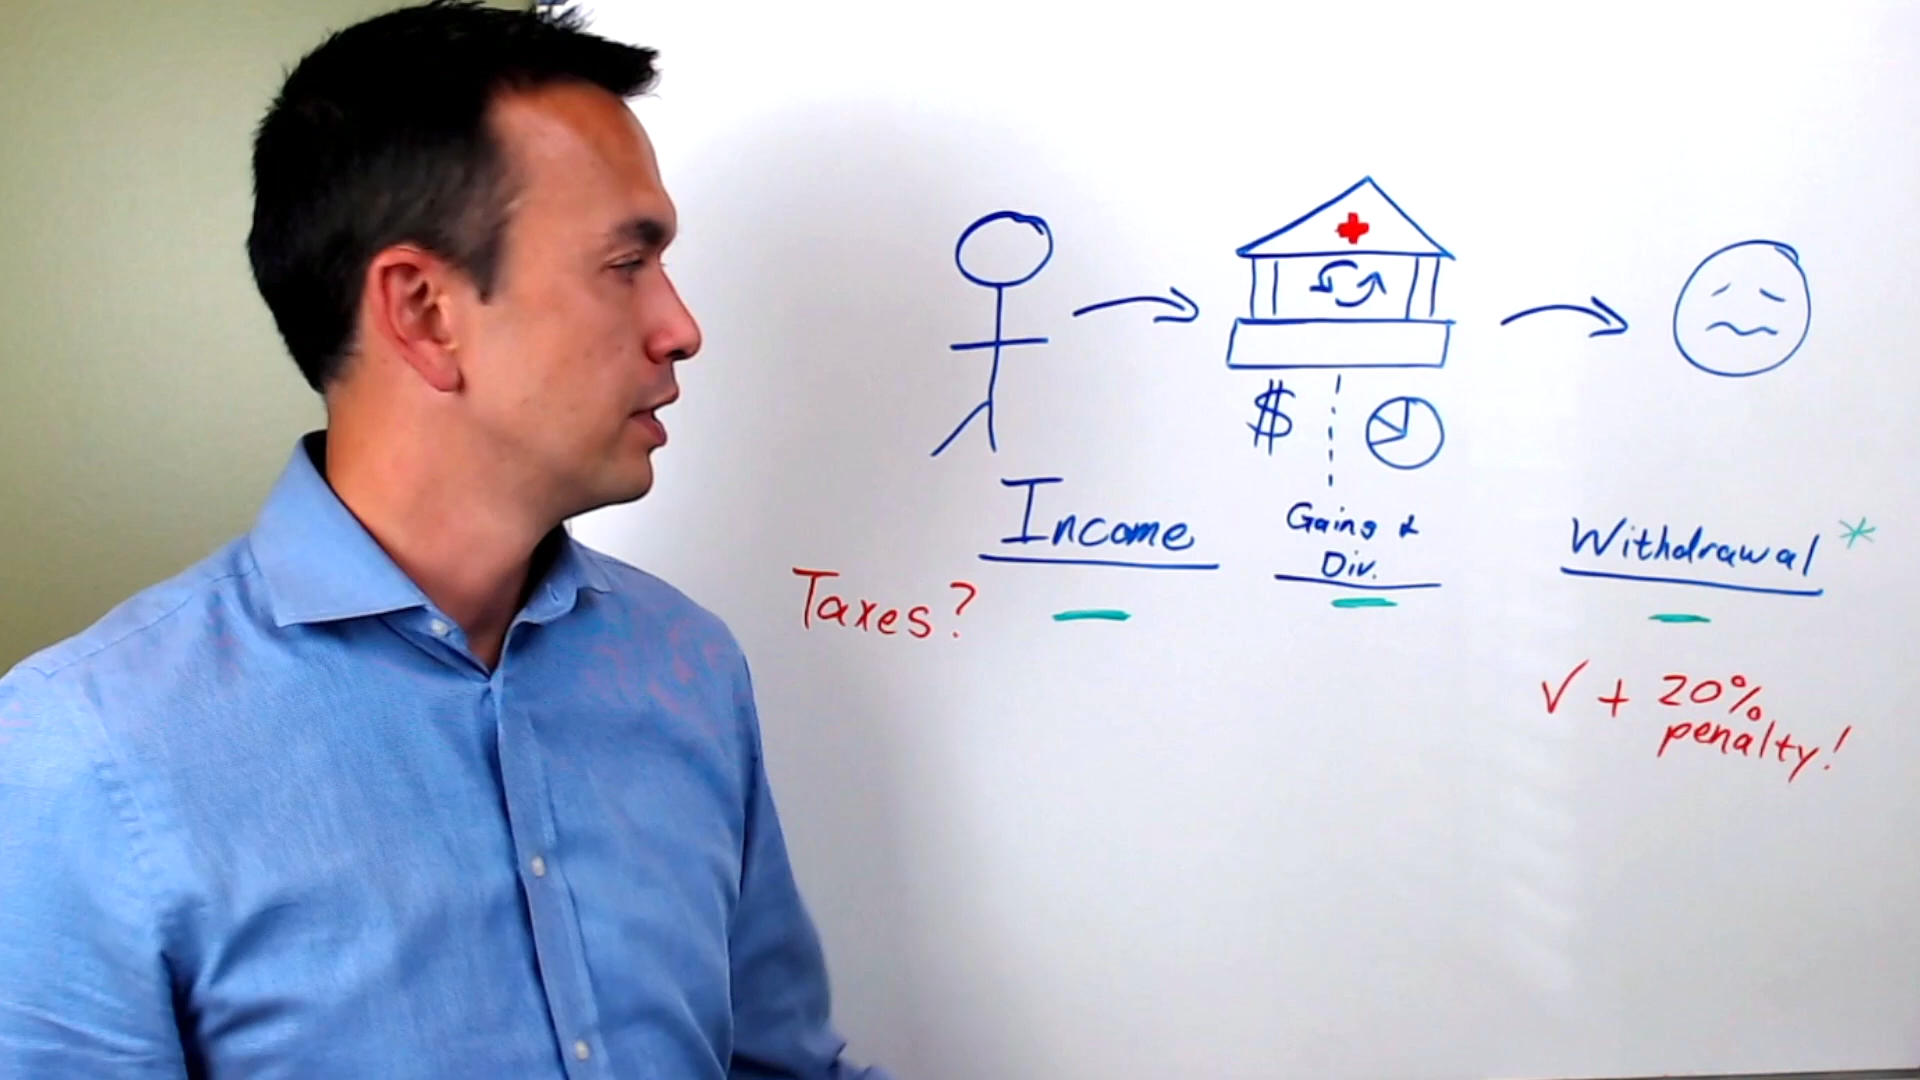 $
Income
Gains &
Div.
Withdrawal *
Taxes?
✓ + 20%
penalty!